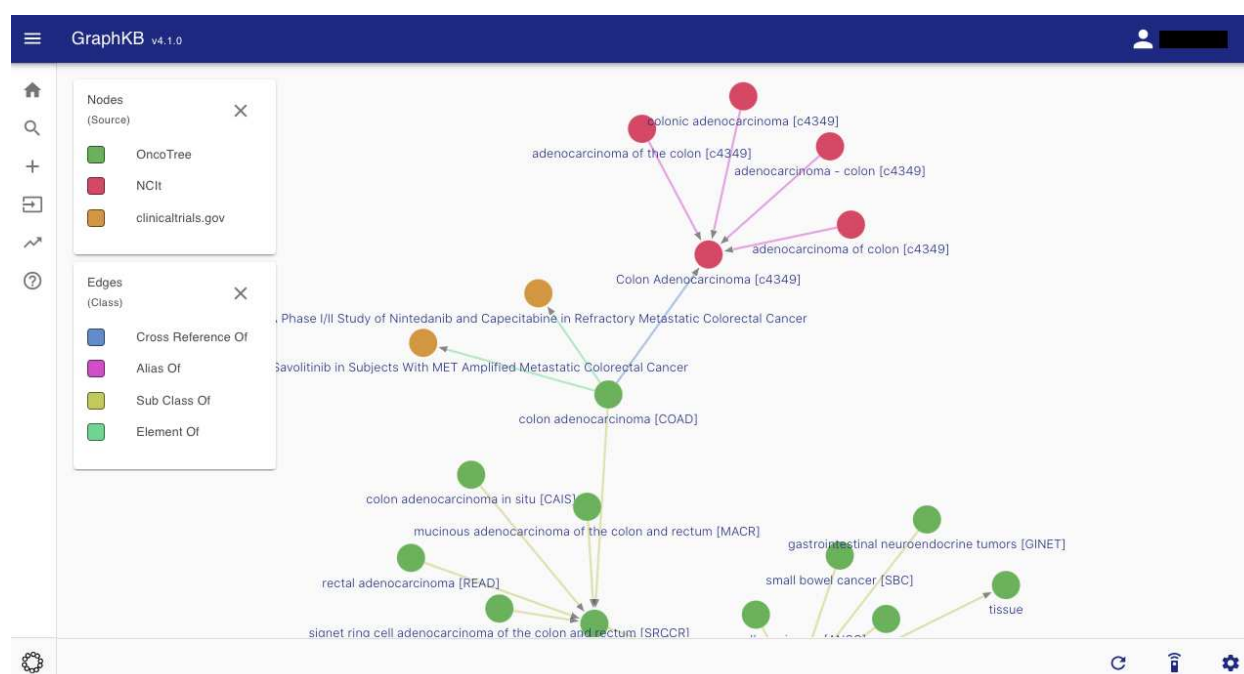 GraphKB v4.1.0
Nodes
(Source)
OncoTree
NCIt
clinicaltrials.gov
Edges
(Class)
Cross Reference Of
Alias Of
Sub Class Of
Element Of
colonic adenocarcinoma [c4349]
adenocarcinoma of the colon [c4349]
adenocarcinoma - colon [c4349]
adenocarcinoma of colon [c4349]
Colon Adenocarcinoma [c4349]
Phase I/II Study of Nintedanib and Capecitabine in Refractory Metastatic Colorectal Cancer
Savolitinib in Subjects With MET Amplified Metastatic Colorectal Cancer
colon adenocarcinoma [COAD]
colon adenocarcinoma in situ [CAIS]
mucinous adenocarcinoma of the colon and rectum [MACR]
gastrointestinal neuroendocrine tumors [GINET]
small bowel cancer [SBC]
rectal adenocarcinoma [READ]
tissue
signet ring cell adenocarcinoma of the colon and rectum [SRCCR]